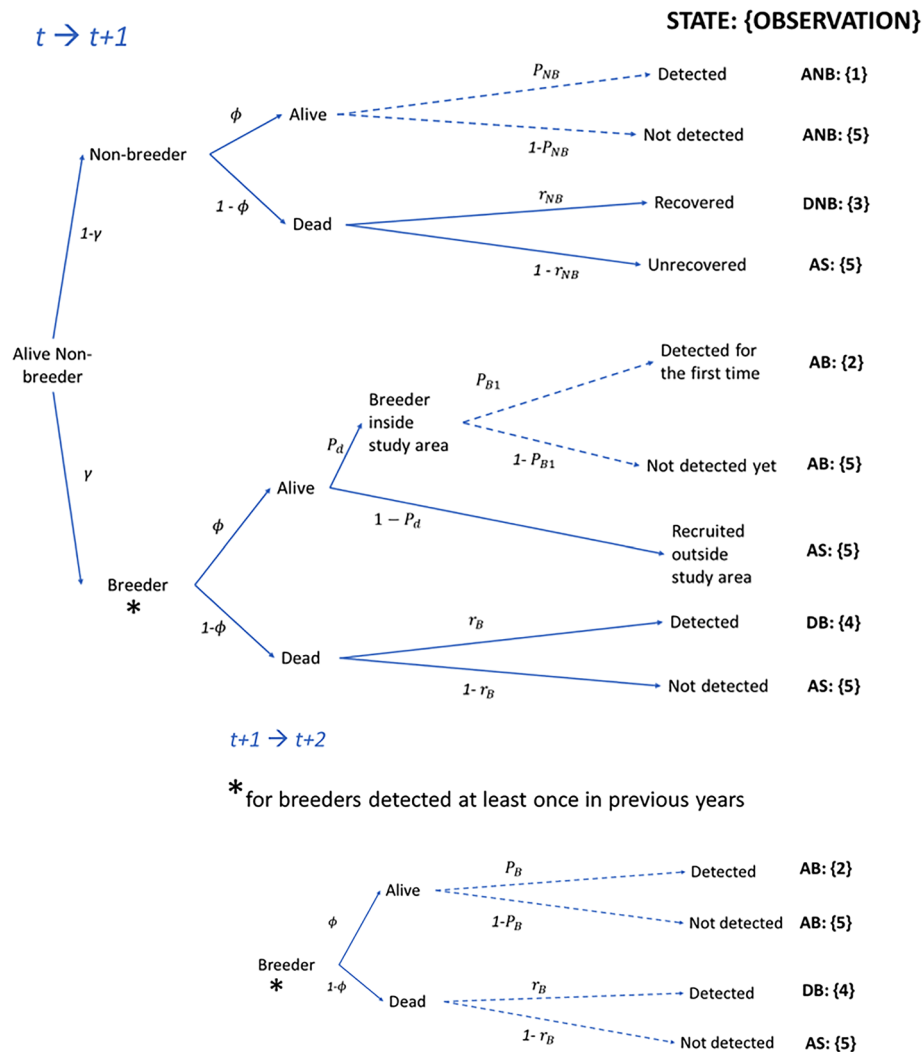 STATE: {OBSERVATION}
t → t+1
P_NB
Detected
ANB: {1}
ϕ
Alive
Non-breeder
1-P_NB
Not detected
ANB: {5}
1 - ϕ
r_NB
Recovered
DNB: {3}
Dead
1-γ
1 - r_NB
Unrecovered
AS: {5}
Alive Non-
breeder
Detected for
the first time
AB: {2}
P_B1
Breeder
inside
study area
P_d
1- P_B1
Not detected yet
AB: {5}
γ
Alive
1 − P_d
ϕ
Recruited
outside
study area
AS: {5}
Breeder
*
1-ϕ
r_B
Detected
DB: {4}
Dead
1- r_B
Not detected
AS: {5}
t+1 → t+2
*for breeders detected at least once in previous years
P_B
Detected
AB: {2}
Alive
ϕ
1-P_B
Not detected
AB: {5}
Breeder
*
1-ϕ
r_B
Detected
DB: {4}
Dead
1- r_B
Not detected
AS: {5}